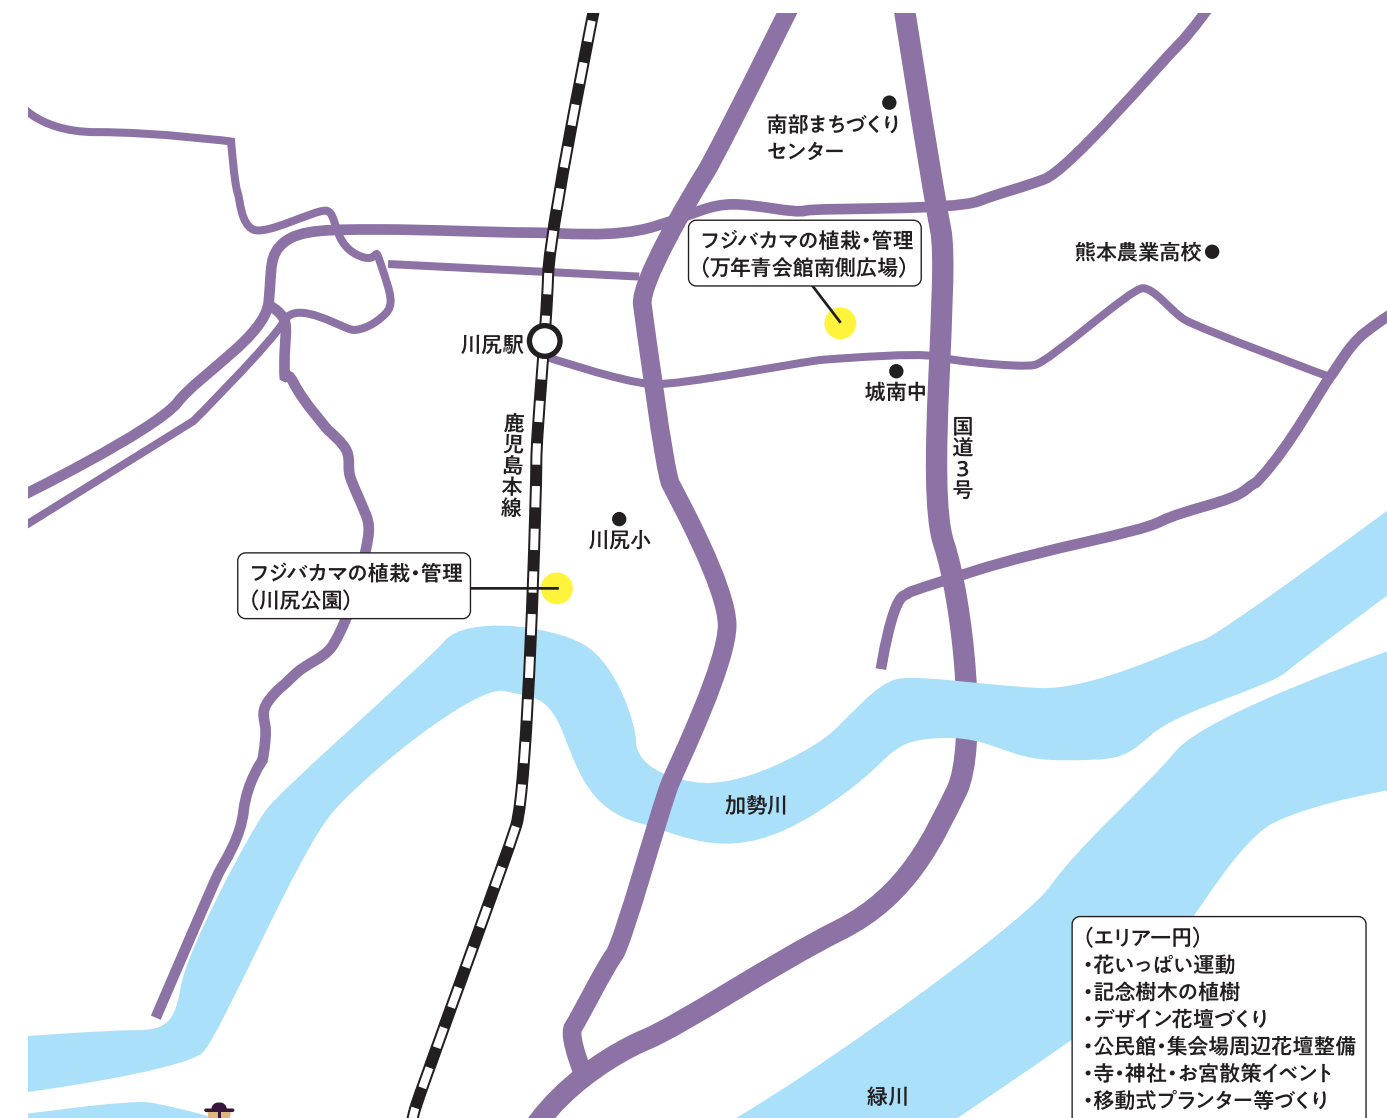 南部まちづくり
センター
フジバカマの植栽・管理
（万年青会館南側広場）
熊本農業高校
川尻駅
城南中
鹿児島本線
国道3号
川尻小
フジバカマの植栽・管理
（川尻公園）
加勢川
（エリア一円）
・花いっぱい運動
・記念樹木の植樹
・デザイン花壇づくり
・公民館・集会場周辺花壇整備
・寺・神社・お宮散策イベント
・移動式プランター等づくり
緑川